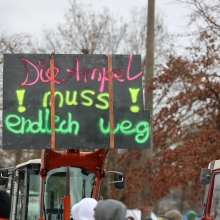 Die Ampel
! muss !
endlich weg